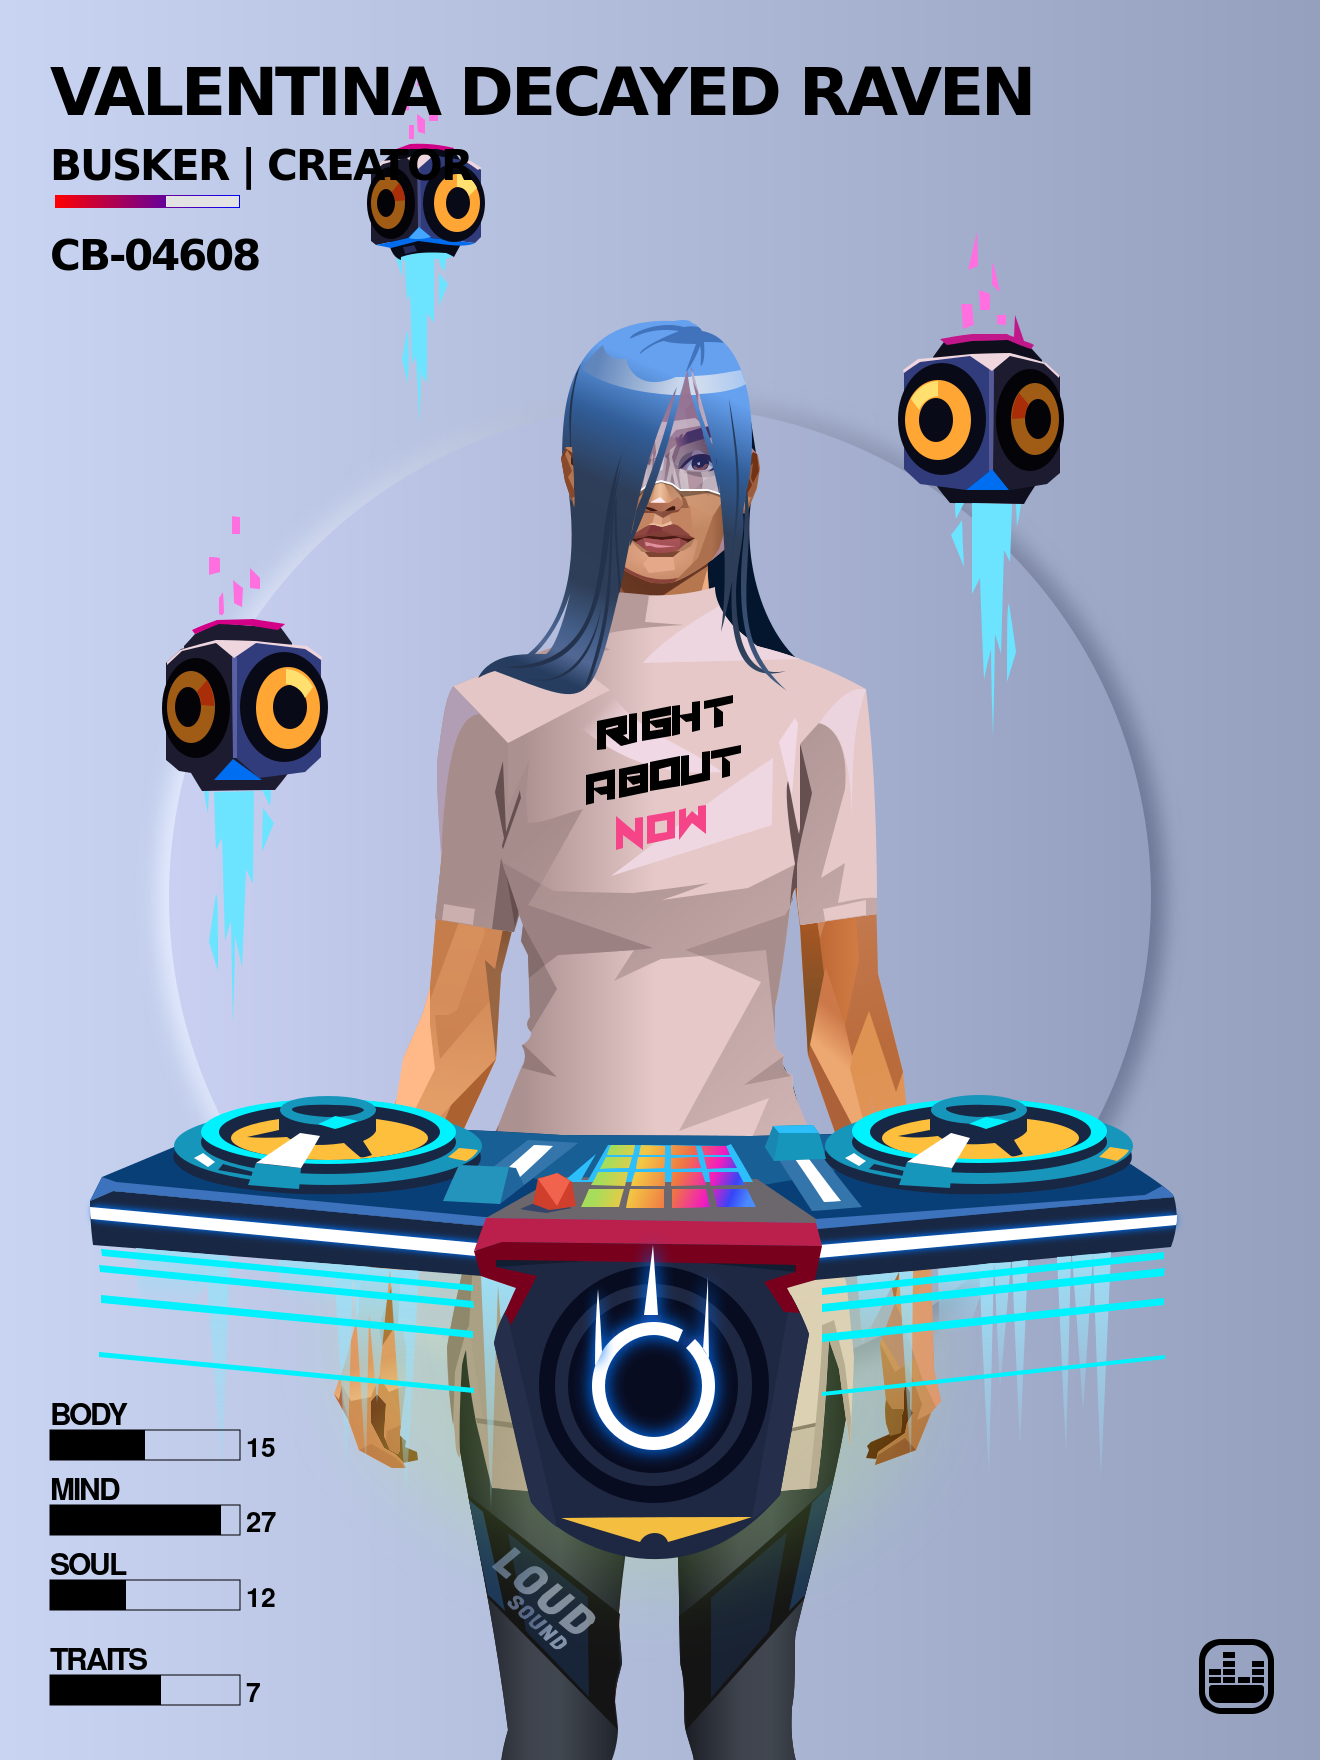 VALENTINA DECAYED RAVEN
BUSKER | CREATOR
CB-04608
RIGHT
ABOUT
NOW
BODY
15
MIND
27
SOUL
12
TRAITS
7
LOUD
SOUND